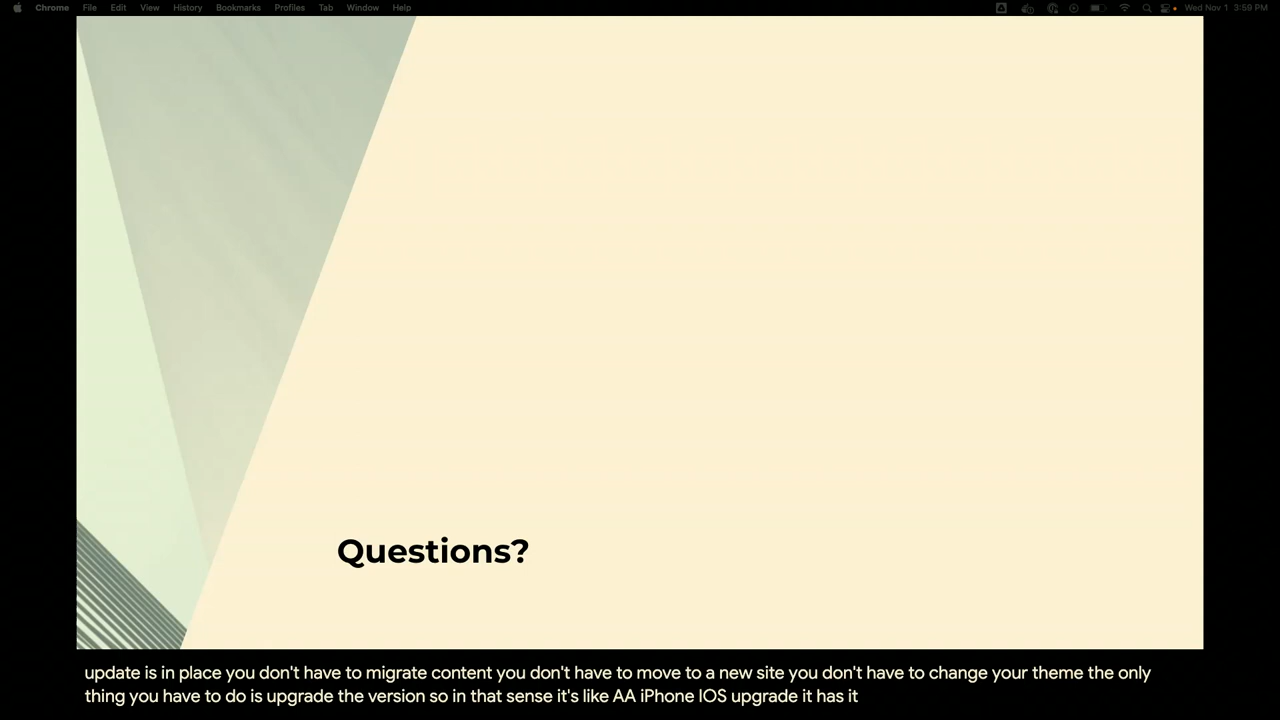 Chrome File Edit View History Bookmarks Profiles Tab Window Help Wed Nov 1 3:59 PM
Questions?
update is in place you don't have to migrate content you don't have to move to a new site you don't have to change your theme the only
thing you have to do is upgrade the version so in that sense it's like AA iPhone IOS upgrade it has it